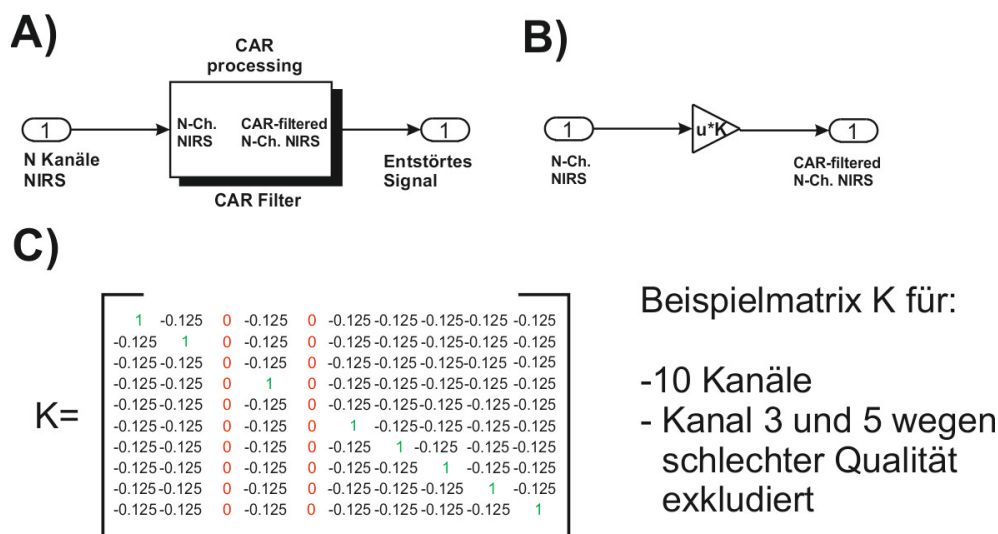 A)
CAR
processing
1
N Kanäle
NIRS
N-Ch.
NIRS
CAR-filtered
N-Ch. NIRS
CAR Filter
1
Entstörtes
Signal
B)
1
N-Ch.
NIRS
u*K
1
CAR-filtered
N-Ch. NIRS
C)
K=
1 -0.125 0 -0.125 0 -0.125 -0.125 -0.125 -0.125 -0.125
-0.125 1 0 -0.125 0 -0.125 -0.125 -0.125 -0.125 -0.125
-0.125 -0.125 0 -0.125 0 -0.125 -0.125 -0.125 -0.125 -0.125
-0.125 -0.125 0 1 0 -0.125 -0.125 -0.125 -0.125 -0.125
-0.125 -0.125 0 -0.125 0 -0.125 -0.125 -0.125 -0.125 -0.125
-0.125 -0.125 0 -0.125 0 1 -0.125 -0.125 -0.125 -0.125
-0.125 -0.125 0 -0.125 0 -0.125 1 -0.125 -0.125 -0.125
-0.125 -0.125 0 -0.125 0 -0.125 -0.125 1 -0.125 -0.125
-0.125 -0.125 0 -0.125 0 -0.125 -0.125 -0.125 1 -0.125
-0.125 -0.125 0 -0.125 0 -0.125 -0.125 -0.125 -0.125 1
Beispielmatrix K für:
-10 Kanäle
- Kanal 3 und 5 wegen
schlechter Qualität
exkludiert